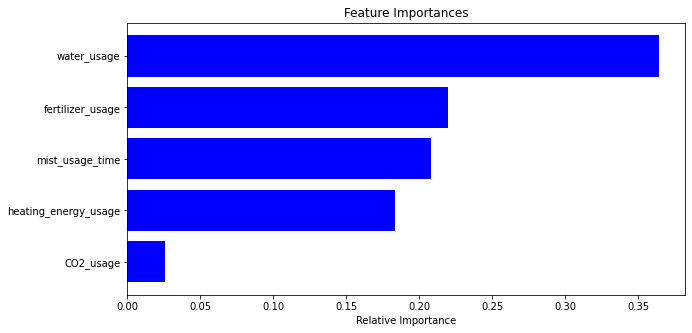 Feature Importances
water_usage
fertilizer_usage
mist_usage_time
heating_energy_usage
CO2_usage
0.00 0.05 0.10 0.15 0.20 0.25 0.30 0.35
Relative Importance